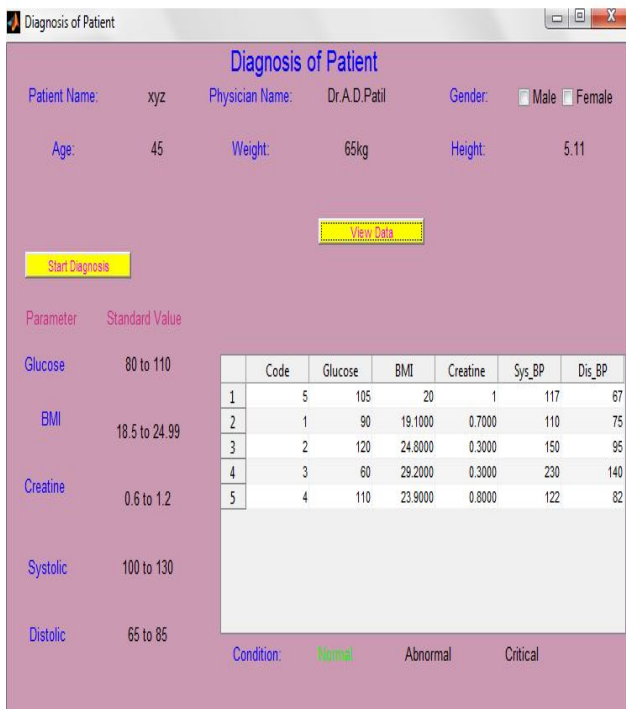 Diagnosis of Patient
Diagnosis of Patient
Patient Name: xyz Physician Name: Dr.A.D.Patil Gender: Male Female
Age: 45 Weight: 65kg Height: 5.11
View Data
Start Diagnosis
Parameter Standard Value
Glucose 80 to 110
BMI 18.5 to 24.99
Creatine 0.6 to 1.2
Systolic 100 to 130
Distolic 65 to 85
Code Glucose BMI Creatine Sys_BP Dis_BP
1 5 105 20 1 117 67
2 1 90 19.1000 0.7000 110 75
3 2 120 24.8000 0.3000 150 95
4 3 60 29.2000 0.3000 230 140
5 4 110 23.9000 0.8000 122 82
Condition: Normal Abnormal Critical